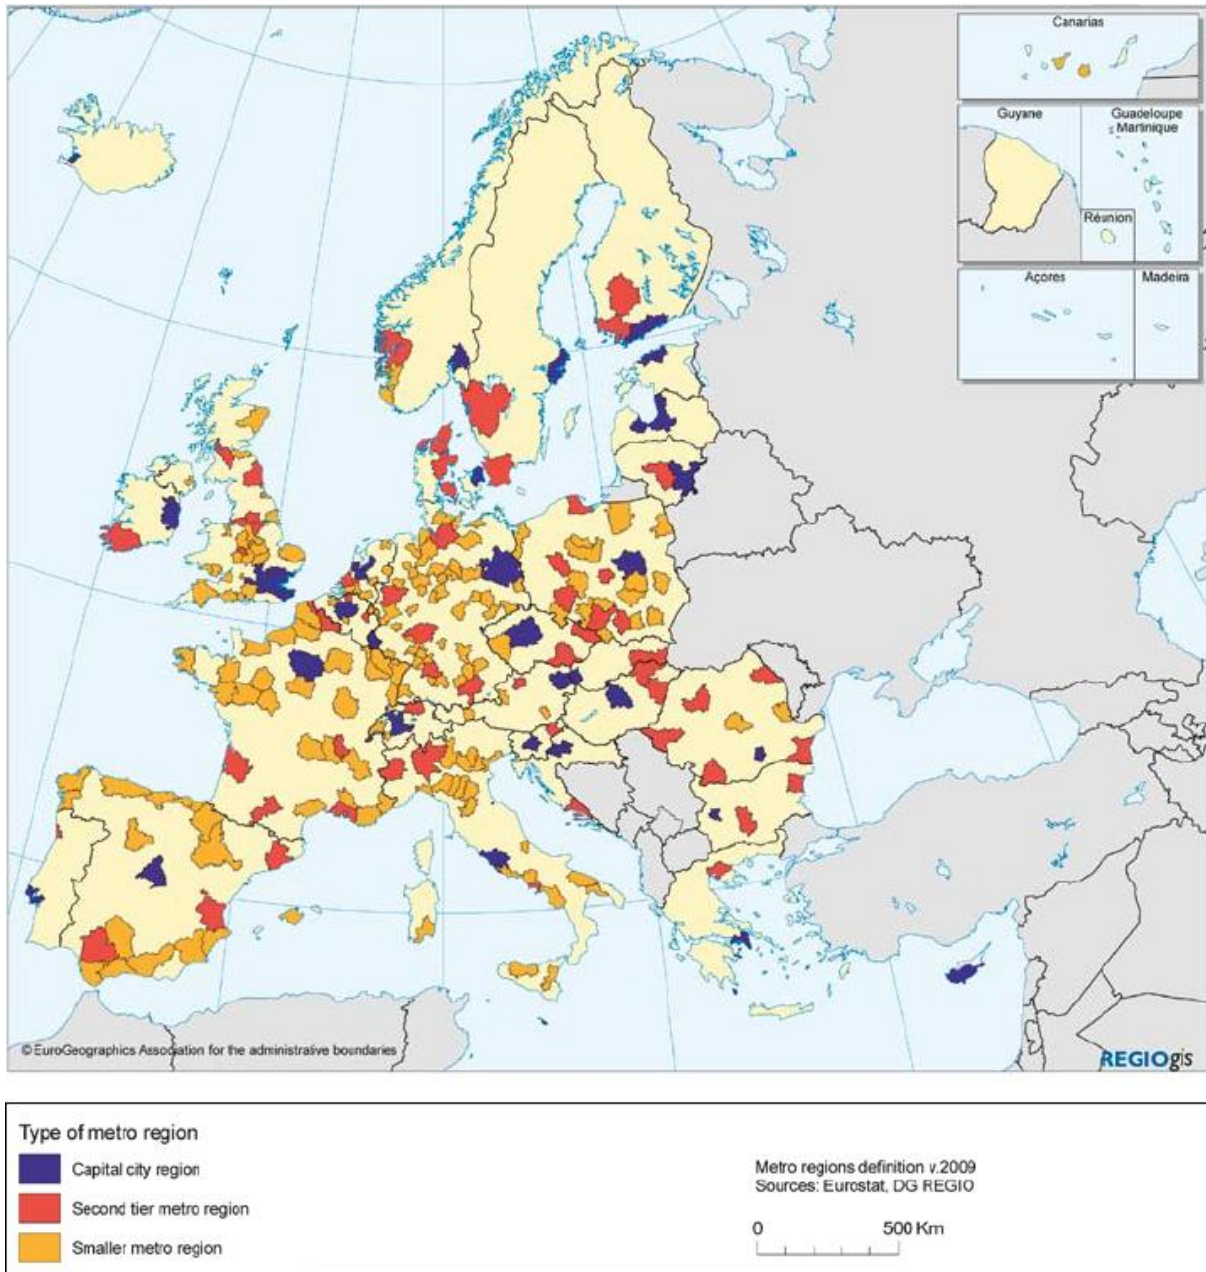 Canarias
Guyane
Guadeloupe
Martinique
Réunion
Açores
Madeira
© EuroGeographics Association for the administrative boundaries
REGIOgis
Type of metro region
Capital city region
Second tier metro region
Smaller metro region
Metro regions definition v.2009
Sources: Eurostat, DG REGIO
0 500 Km